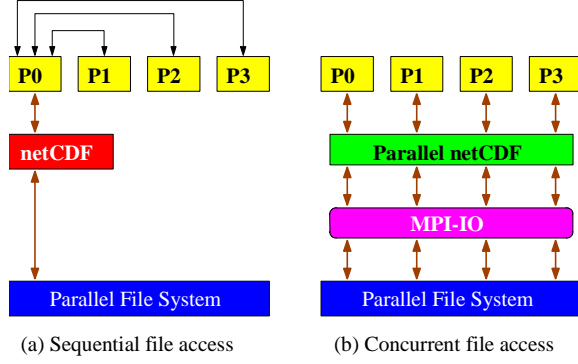 P0 P1 P2 P3
netCDF
Parallel File System
(a) Sequential file access
P0 P1 P2 P3
Parallel netCDF
MPI-IO
Parallel File System
(b) Concurrent file access